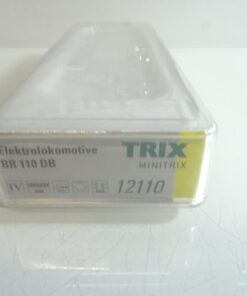 Elektrolokomotive
BR 110 DB
TRIX
MINITRIX
IV
12110